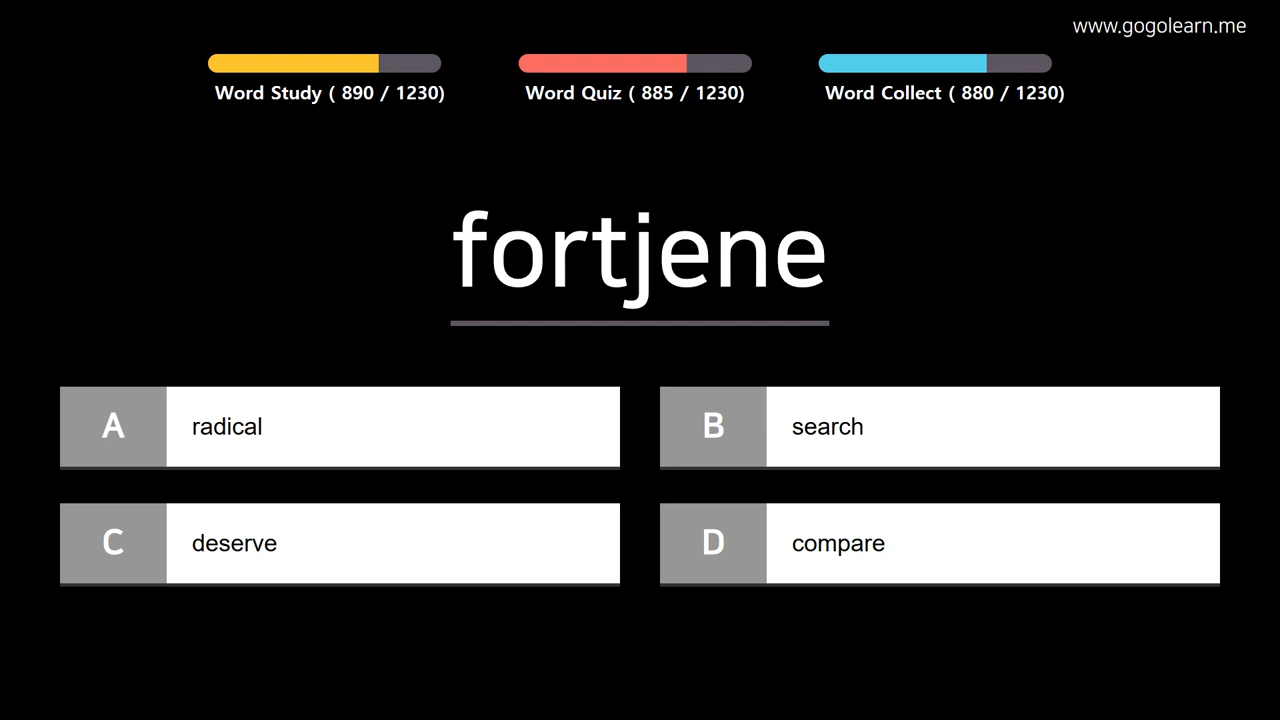 www.gogolearn.me
Word Study ( 890 / 1230)
Word Quiz ( 885 / 1230)
Word Collect ( 880 / 1230)
fortjene
A radical
B search
C deserve
D compare